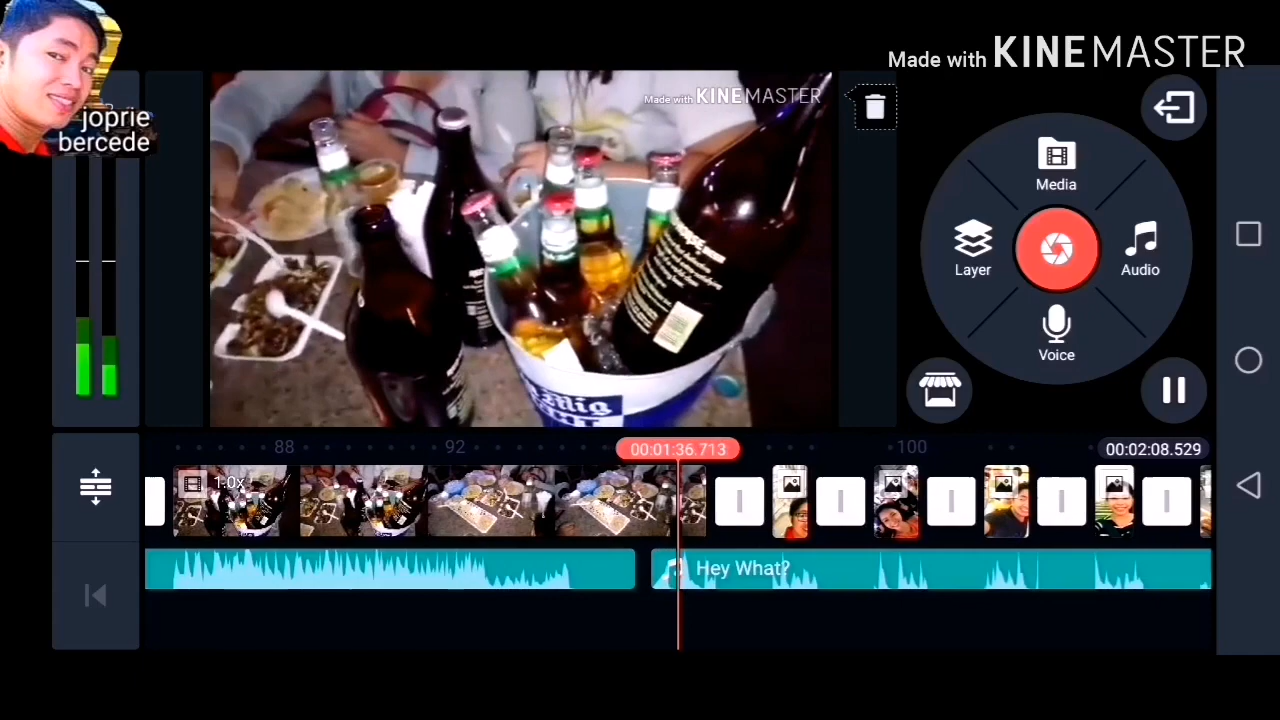 Made with KINEMASTER
joprie
bercede
Made with KINEMASTER
Media
Layer
Audio
Voice
Mig
88
92
00:01:36.713
100
00:02:08.529
1.0x
Hey What?